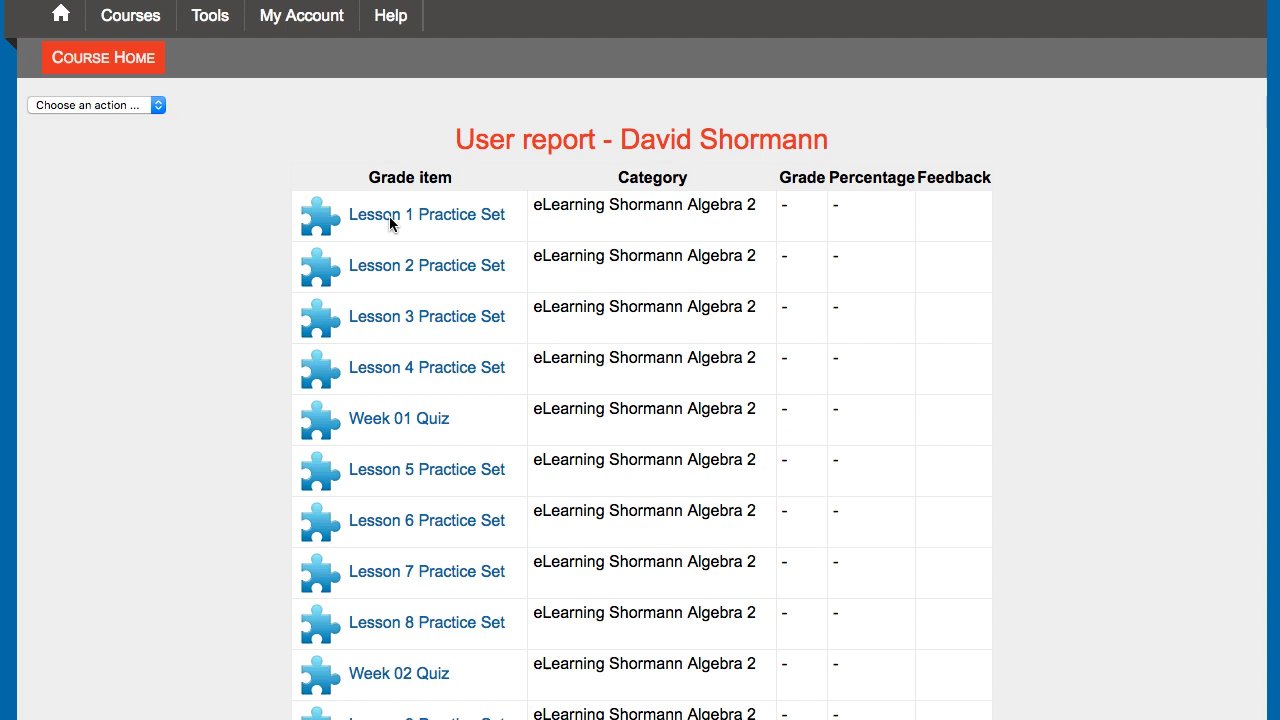 Courses Tools My Account Help
COURSE HOME
Choose an action ...
User report - David Shormann
Grade item Category Grade Percentage Feedback
Lesson 1 Practice Set eLearning Shormann Algebra 2 - -
Lesson 2 Practice Set eLearning Shormann Algebra 2 - -
Lesson 3 Practice Set eLearning Shormann Algebra 2 - -
Lesson 4 Practice Set eLearning Shormann Algebra 2 - -
Week 01 Quiz eLearning Shormann Algebra 2 - -
Lesson 5 Practice Set eLearning Shormann Algebra 2 - -
Lesson 6 Practice Set eLearning Shormann Algebra 2 - -
Lesson 7 Practice Set eLearning Shormann Algebra 2 - -
Lesson 8 Practice Set eLearning Shormann Algebra 2 - -
Week 02 Quiz eLearning Shormann Algebra 2 - -
eLearning Shormann Algebra 2 - -